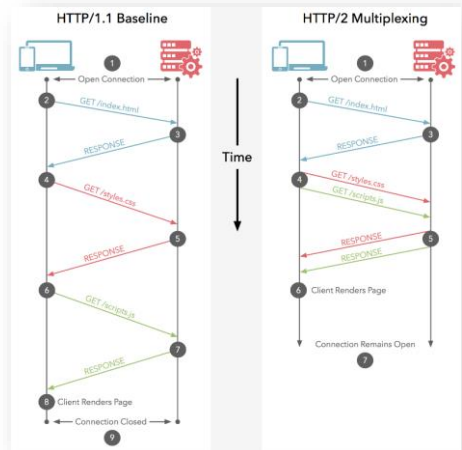 HTTP/1.1 Baseline
1
Open Connection
2
GET /index.html
3
RESPONSE
4
GET /styles.css
5
RESPONSE
6
GET /scripts.js
7
RESPONSE
8 Client Renders Page
Connection Closed
9
Time
HTTP/2 Multiplexing
1
Open Connection
2
GET /index.html
3
RESPONSE
4
GET /styles.css
GET /scripts.js
5
RESPONSE
RESPONSE
6 Client Renders Page
Connection Remains Open
7